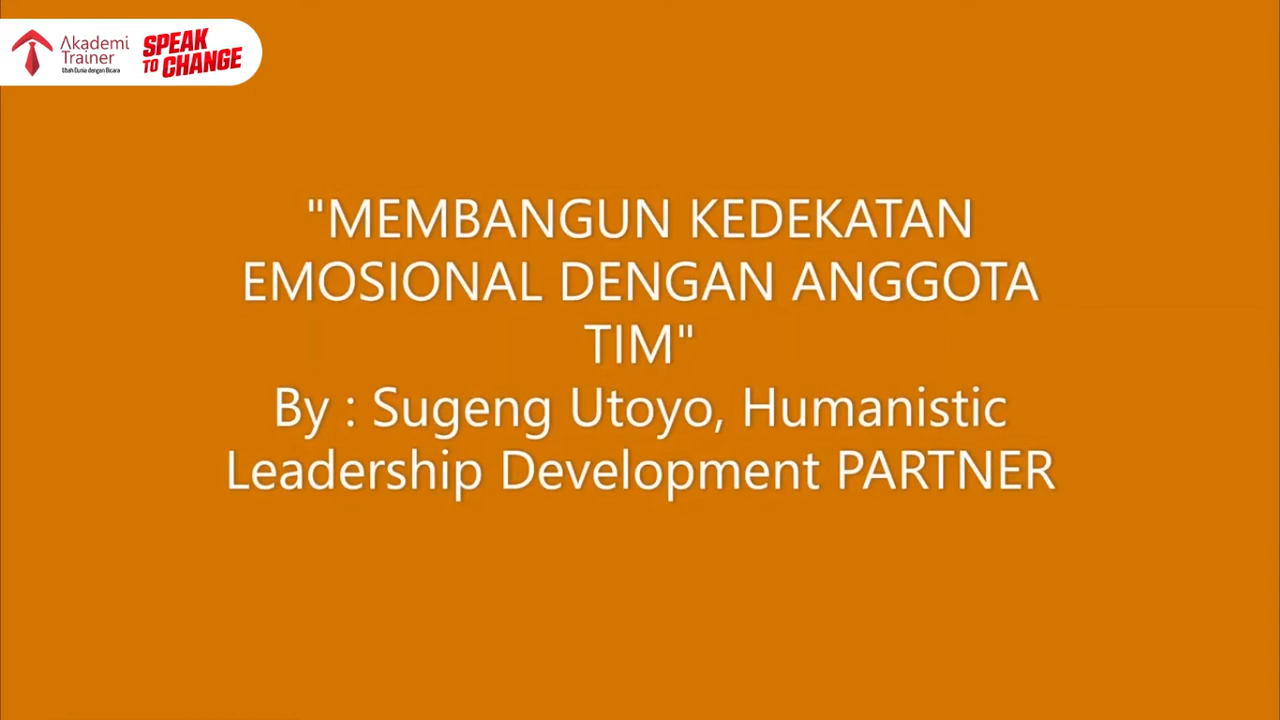 Akademi
Trainer
Ubah Dunia dengan Bicara
SPEAK
TO CHANGE
"MEMBANGUN KEDEKATAN
EMOSIONAL DENGAN ANGGOTA
TIM"
By : Sugeng Utoyo, Humanistic
Leadership Development PARTNER